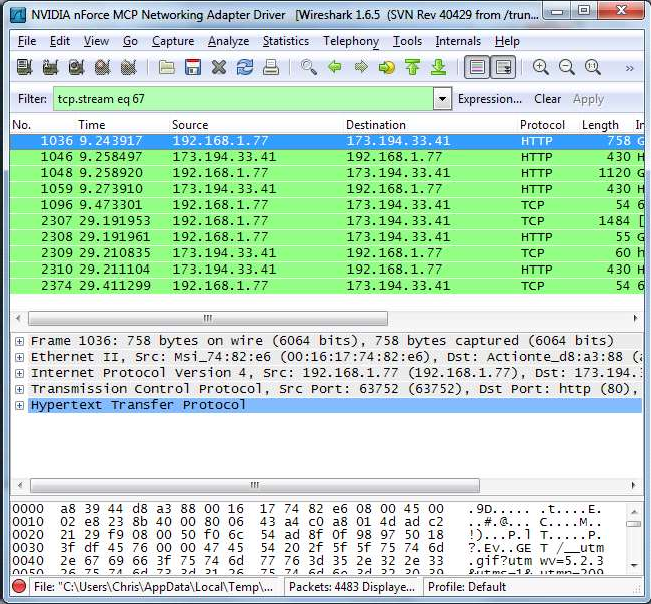 NVIDIA nForce MCP Networking Adapter Driver [Wireshark 1.6.5 (SVN Rev 40429 from /trun...
File Edit View Go Capture Analyze Statistics Telephony Tools Internals Help
Filter: tcp.stream eq 67 Expression... Clear Apply
No. Time Source Destination Protocol Length In
1036 9.243917 192.168.1.77 173.194.33.41 HTTP 758 G
1046 9.258497 173.194.33.41 192.168.1.77 HTTP 430 H
1048 9.258920 192.168.1.77 173.194.33.41 HTTP 1120 G
1059 9.273910 173.194.33.41 192.168.1.77 HTTP 430 H
1096 9.473301 192.168.1.77 173.194.33.41 TCP 54 6
2307 29.191953 192.168.1.77 173.194.33.41 TCP 1484 [
2308 29.191961 192.168.1.77 173.194.33.41 HTTP 55 G
2309 29.210835 173.194.33.41 192.168.1.77 TCP 60 h
2310 29.211104 173.194.33.41 192.168.1.77 HTTP 430 H
2374 29.411299 192.168.1.77 173.194.33.41 TCP 54 6
Frame 1036: 758 bytes on wire (6064 bits), 758 bytes captured (6064 bits)
Ethernet II, Src: Msi_74:82:e6 (00:16:17:74:82:e6), Dst: Actionte_d8:a3:88 (a
Internet Protocol Version 4, Src: 192.168.1.77 (192.168.1.77), Dst: 173.194.3
Transmission Control Protocol, Src Port: 63752 (63752), Dst Port: http (80),
Hypertext Transfer Protocol
0000 a8 39 44 d8 a3 88 00 16 17 74 82 e6 08 00 45 00 .9D..... .t....E.
0010 02 e8 23 8b 40 00 80 06 43 a4 c0 a8 01 4d ad c2 ..#.@... C....M..
0020 21 29 f9 08 00 50 f0 6c 54 ad 8f 0f 98 97 50 18 !)...P.l T.....P.
0030 3f df 45 76 00 00 47 45 54 20 2f 5f 5f 75 74 6d ?.Ev..GE T /__utm
0040 2e 67 69 66 3f 75 74 6d 77 76 3d 35 2e 32 2e 33 .gif?utm wv=5.2.3
File: "C:\Users\Chris\AppData\Local\Temp\... Packets: 4483 Displaye... Profile: Default